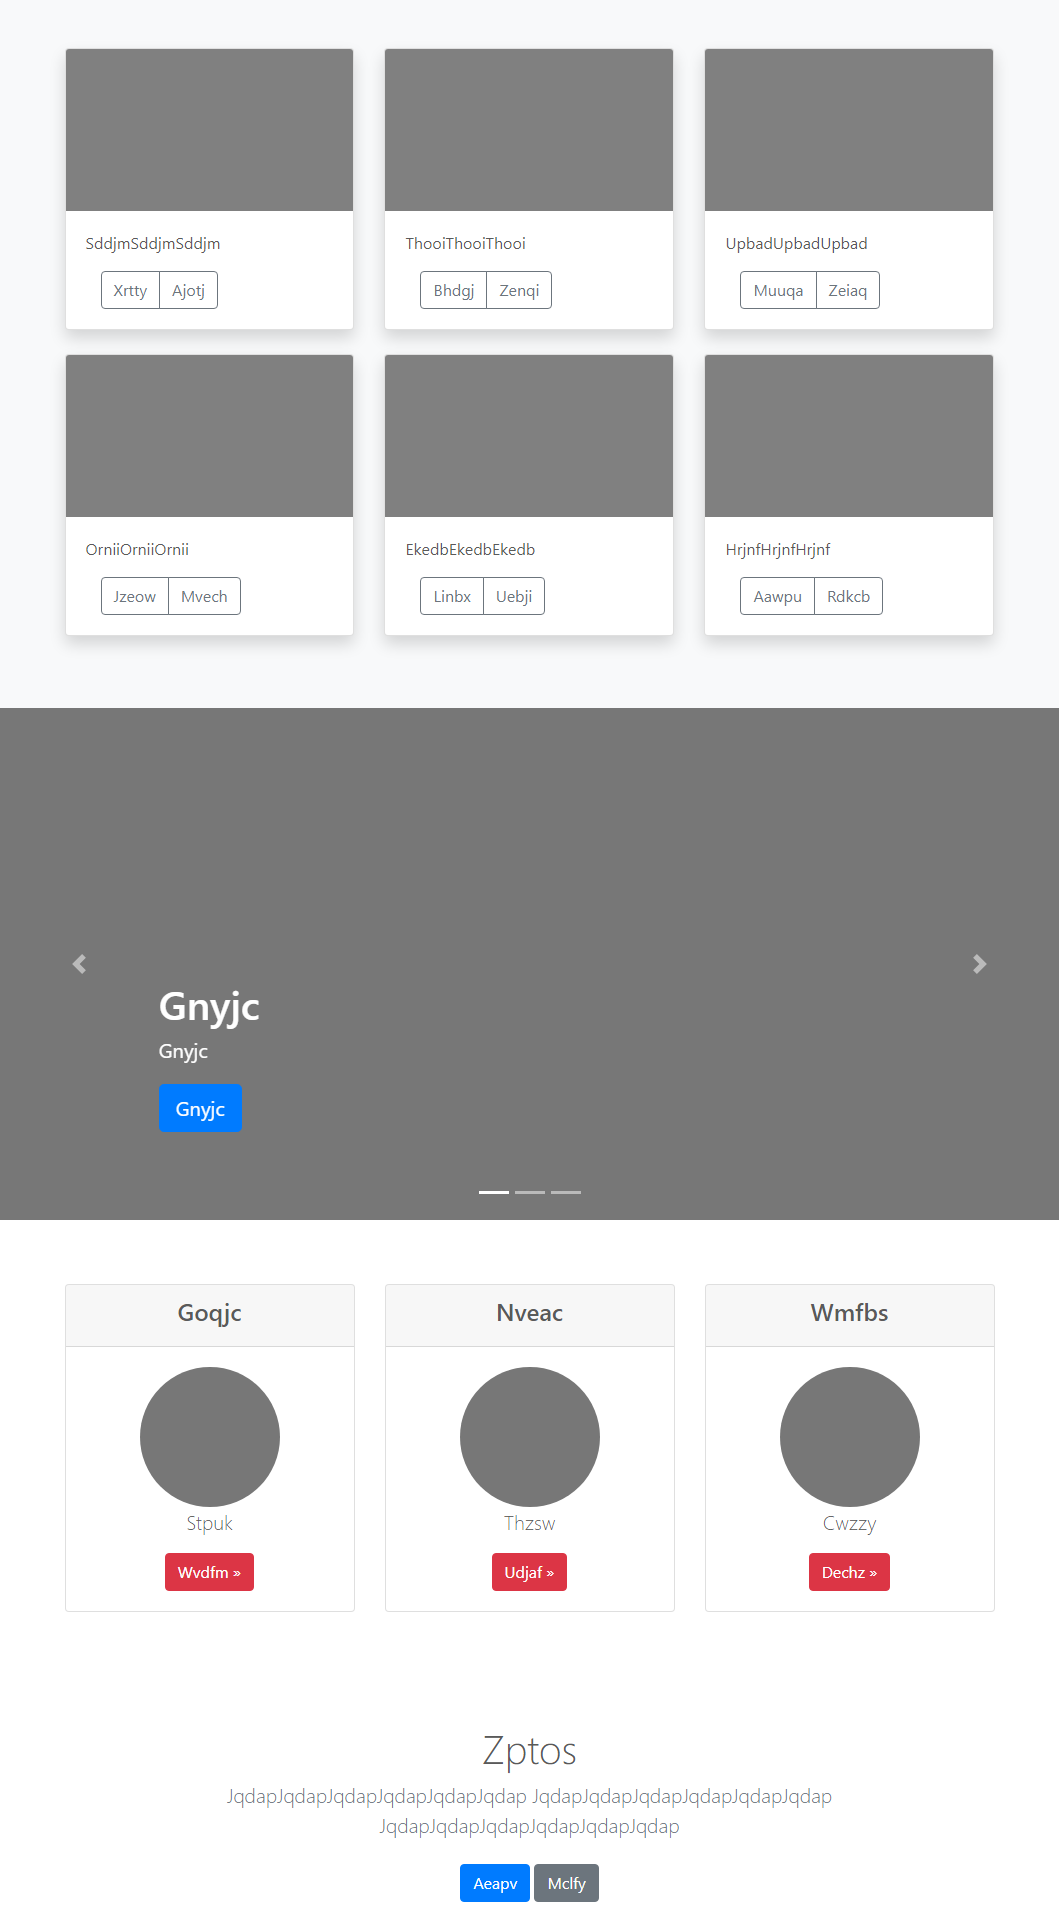 SddjmSddjmSddjm
Xrtty Ajotj
ThooiThooiThooi
Bhdgj Zenqi
UpbadUpbadUpbad
Muuqa Zeiaq
OrniiOrniiOrnii
Jzeow Mvech
EkedbEkedbEkedb
Linbx Uebji
HrjnfHrjnfHrjnf
Aawpu Rdkcb
Gnyjc
Gnyjc
Gnyjc
Goqjc
Stpuk
Wvdfm »
Nveac
Thzsw
Udjaf »
Wmfbs
Cwzzy
Dechz »
Zptos
JqdapJqdapJqdapJqdapJqdapJqdap JqdapJqdapJqdapJqdapJqdapJqdap
JqdapJqdapJqdapJqdapJqdapJqdap
Aeapv Mclfy